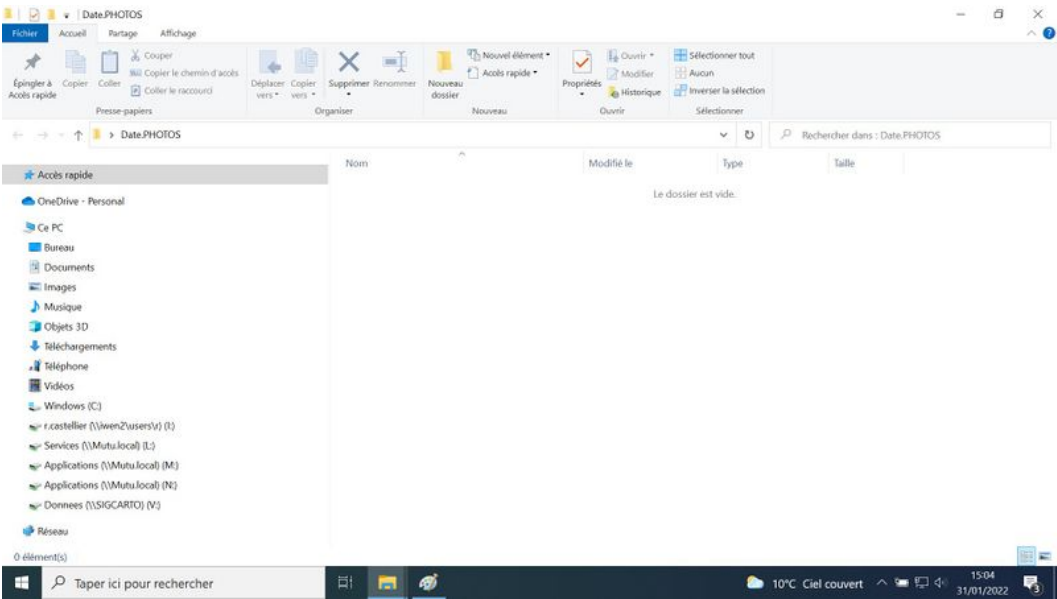 Date.PHOTOS
Fichier Accueil Partage Affichage
Épingler à Accès rapide
Copier
Coller
Couper
Copier le chemin d'accès
Coller le raccourci
Presse-papiers
Déplacer vers
Copier vers
Supprimer
Renommer
Organiser
Nouveau dossier
Nouvel élément
Accès rapide
Nouveau
Propriétés
Ouvrir
Modifier
Historique
Ouvrir
Sélectionner tout
Aucun
Inverser la sélection
Sélectionner
Date.PHOTOS
Rechercher dans : Date.PHOTOS
Nom Modifié le Type Taille
Le dossier est vide.
Accès rapide
OneDrive - Personal
Ce PC
Bureau
Documents
Images
Musique
Objets 3D
Téléchargements
Téléphone
Vidéos
Windows (C:)
r.castellier (\\iwen2\users\r) (I:)
Services (\\Mutu.local) (L:)
Applications (\\Mutu.local) (M:)
Applications (\\Mutu.local) (N:)
Donnees (\\SIGCARTO) (V:)
Réseau
0 élément(s)
Taper ici pour rechercher
10°C Ciel couvert
15:04
31/01/2022
3